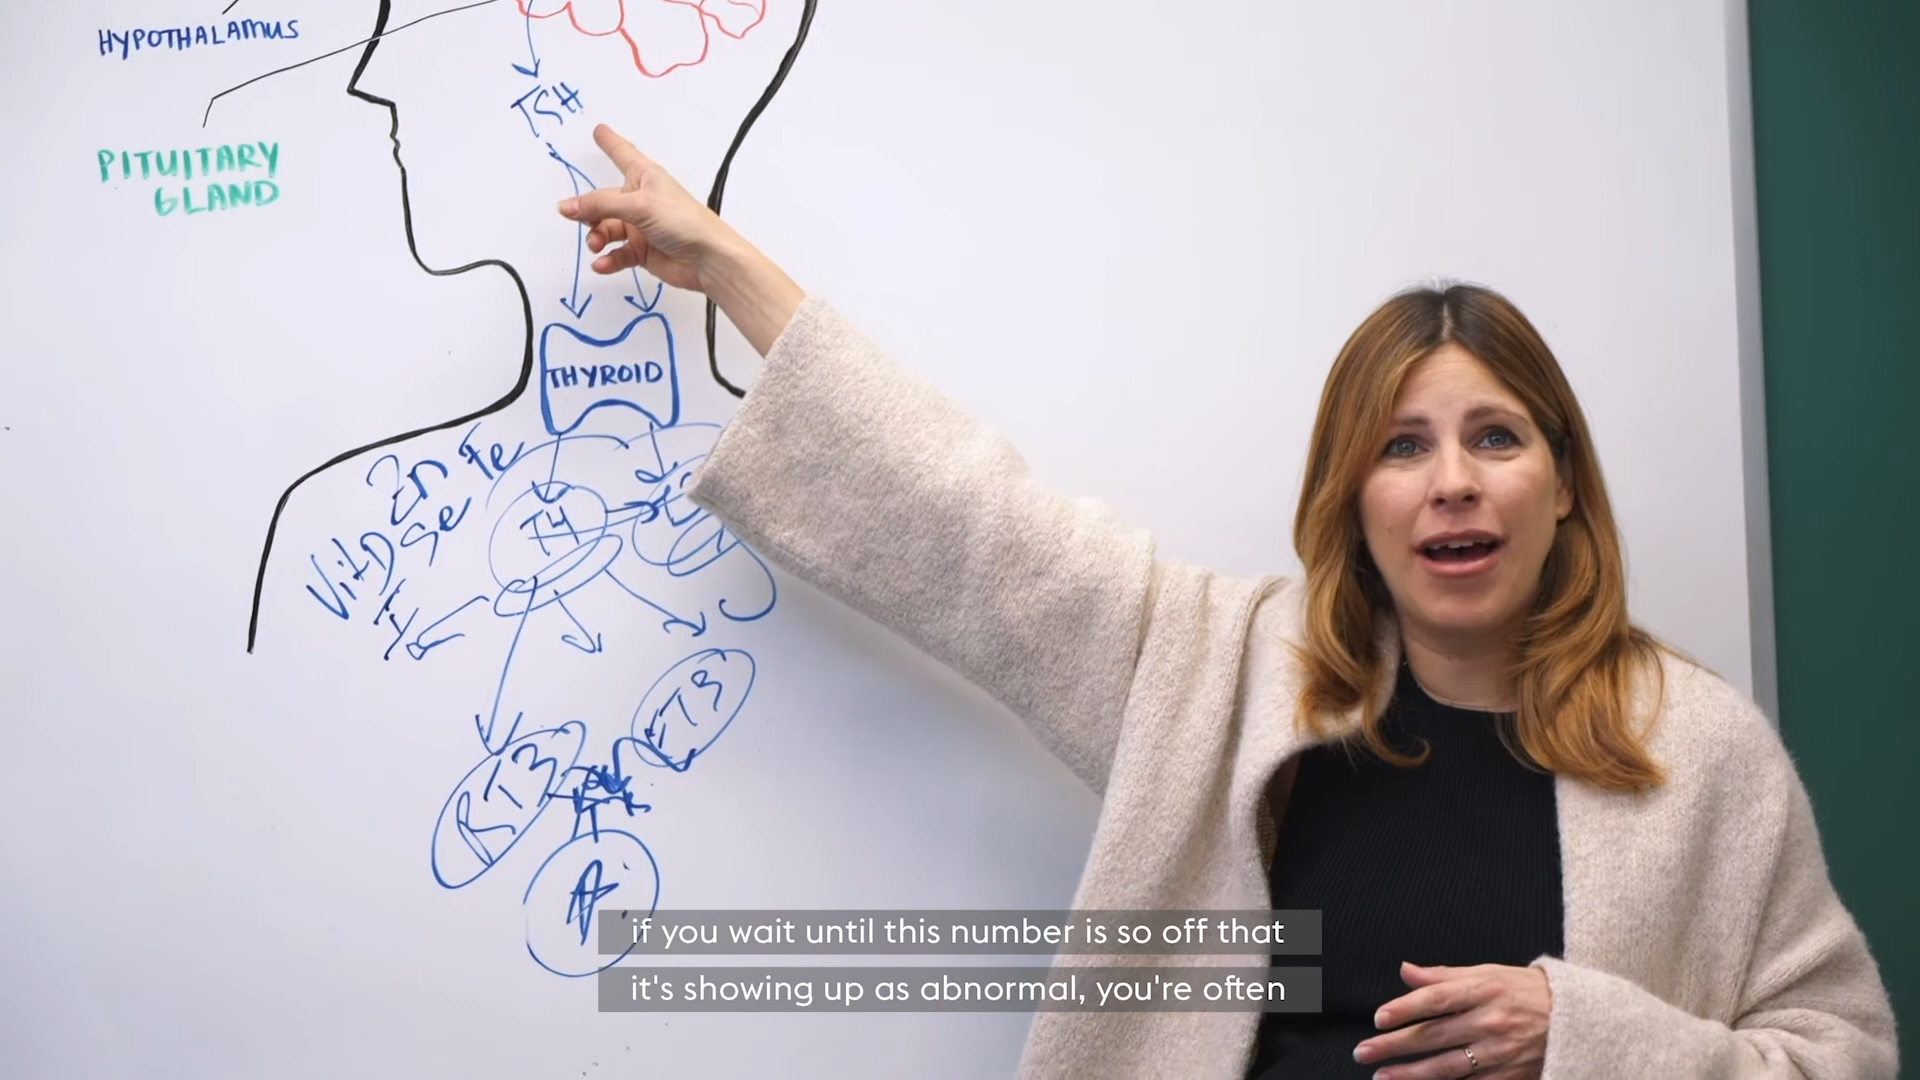 HYPOTHALAMUS
TSH
PITUITARY
GLAND
THYROID
Zn Fe
Vit D Se
I
T4
RT3
FT3
if you wait until this number is so off that
it's showing up as abnormal, you're often